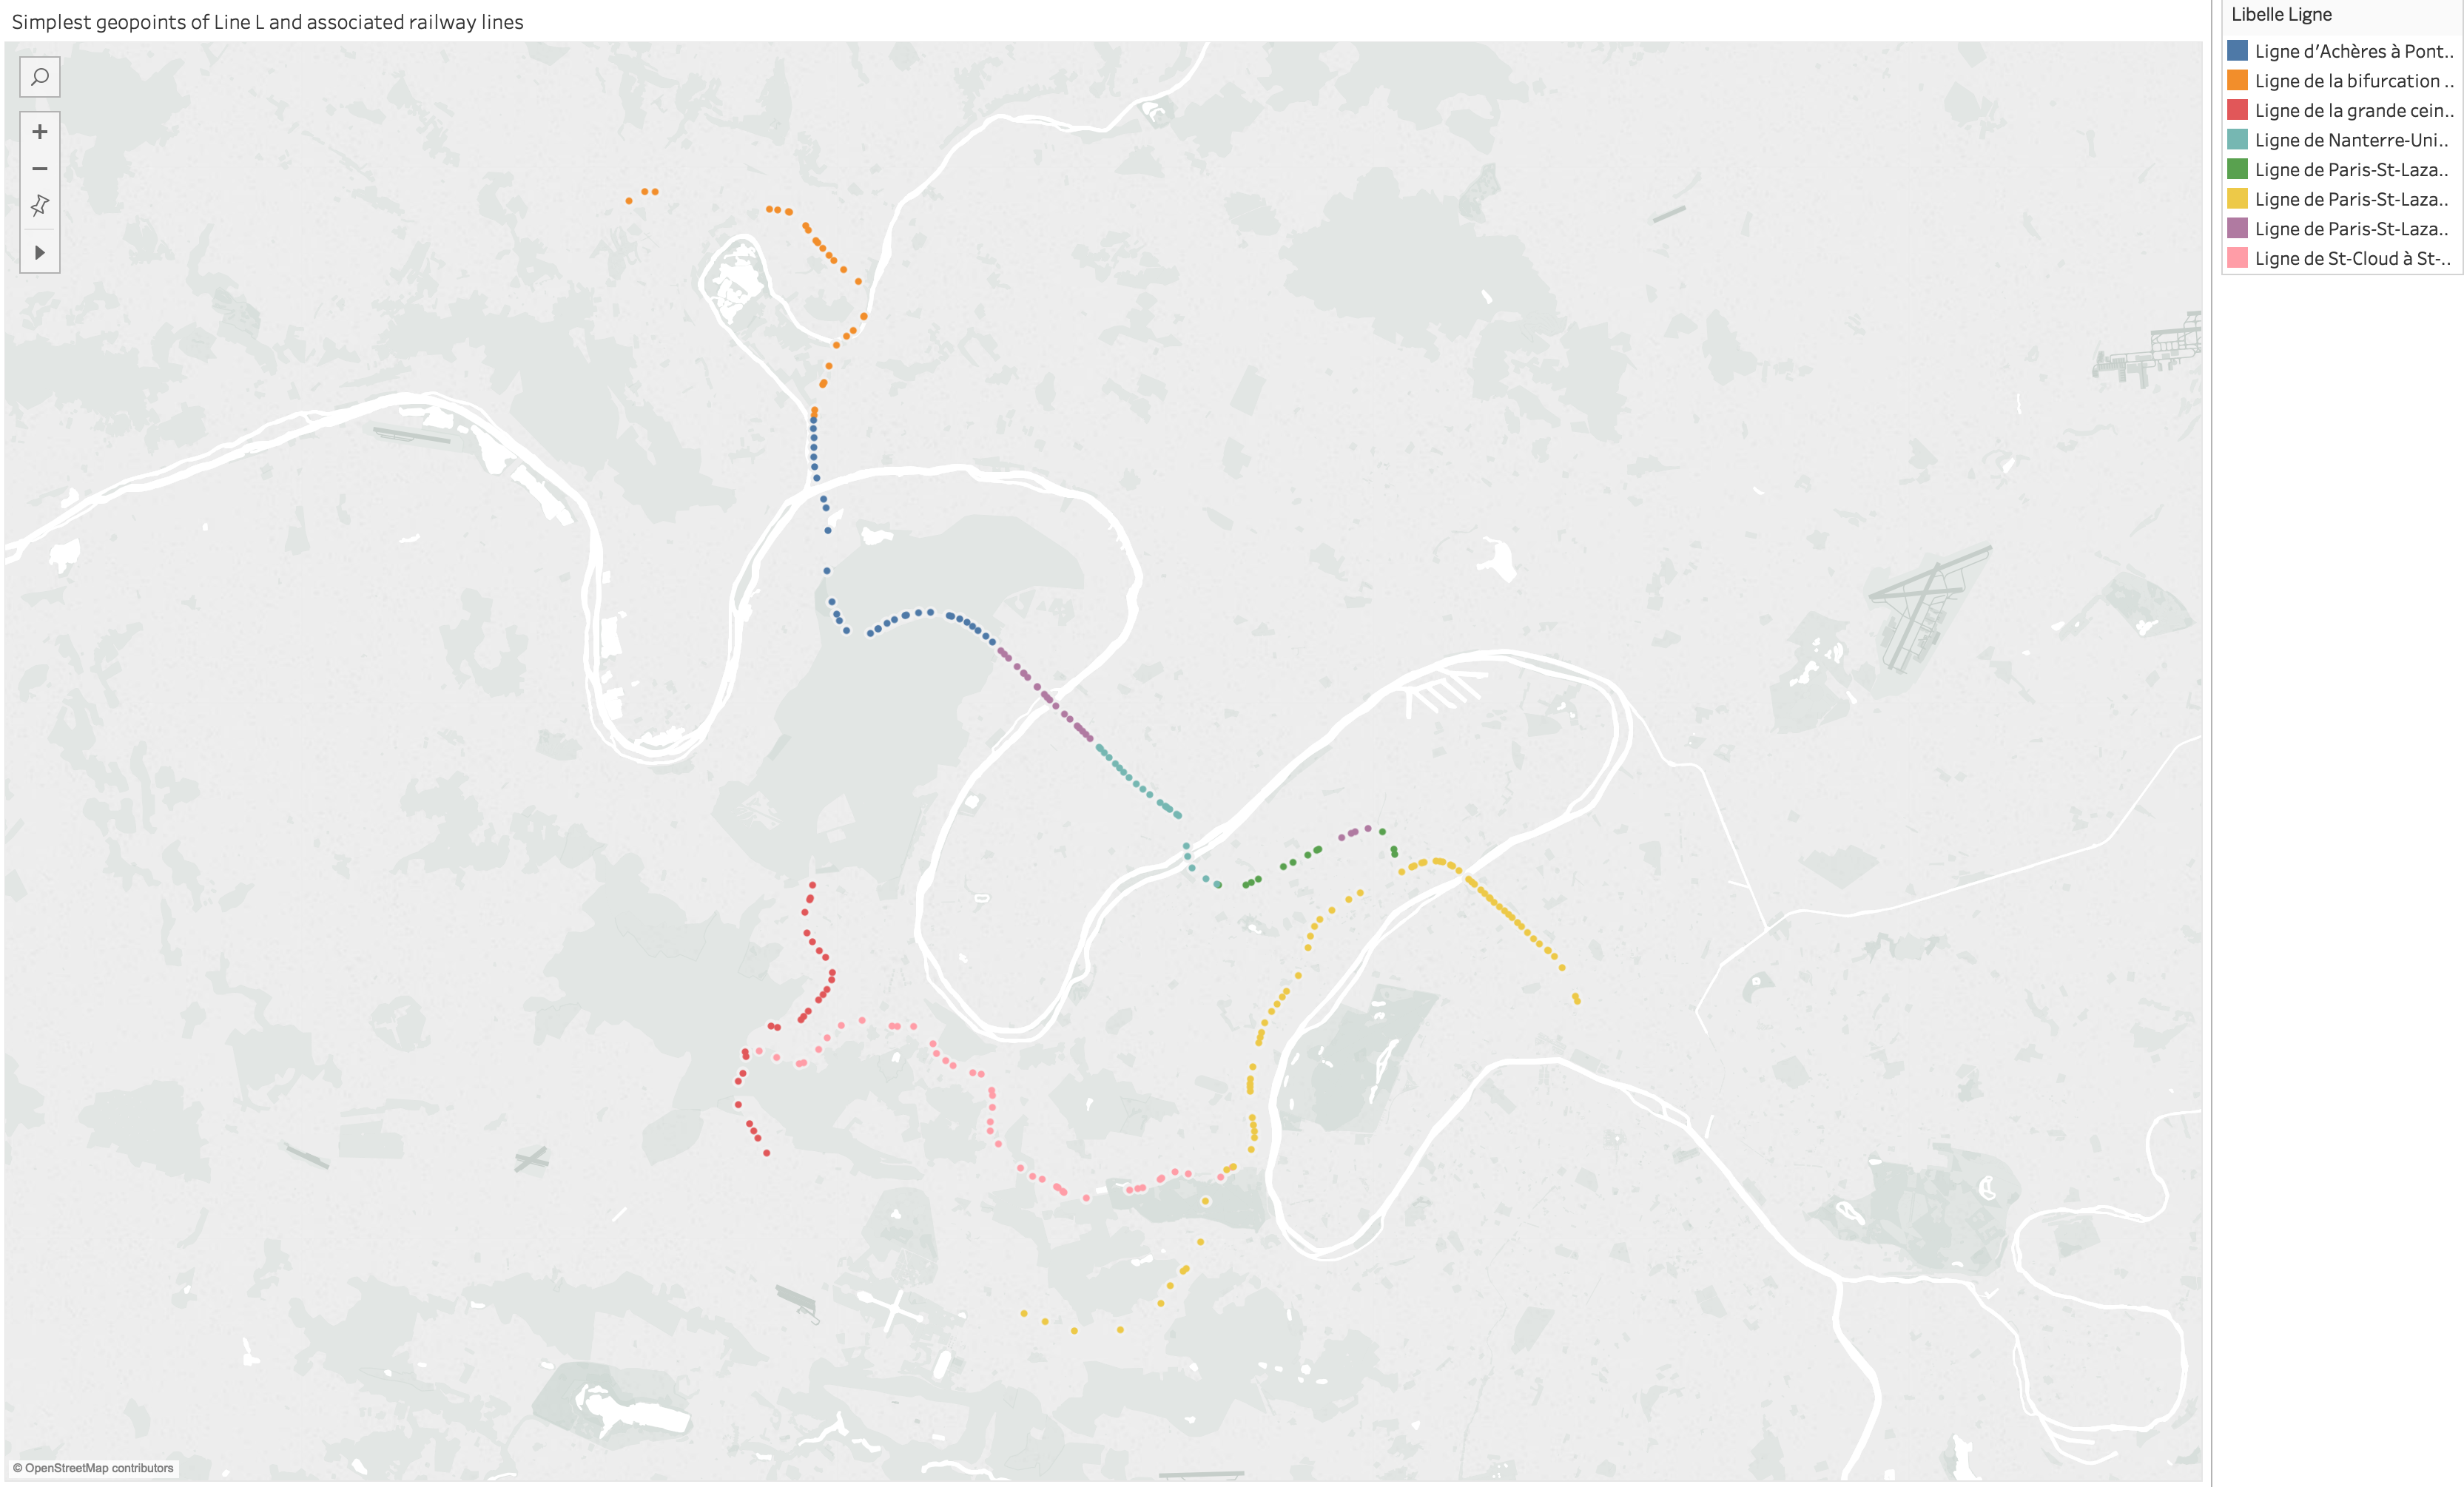 Simplest geopoints of Line L and associated railway lines
Libelle Ligne
Ligne d'Achères à Pont..
Ligne de la bifurcation ..
Ligne de la grande cein..
Ligne de Nanterre-Uni..
Ligne de Paris-St-Laza..
Ligne de Paris-St-Laza..
Ligne de Paris-St-Laza..
Ligne de St-Cloud à St-..
© OpenStreetMap contributors